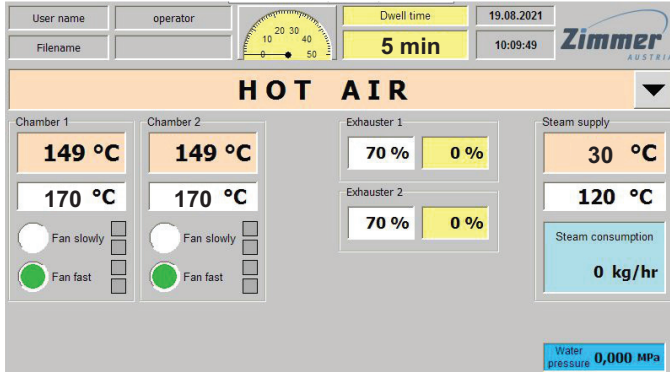 User name
operator
Dwell time
19.08.2021
Filename
10 20 30 40
0 50
5 min
10:09:49
Zimmer
AUSTRIA
HOT AIR
Chamber 1
Chamber 2
Exhauster 1
Steam supply
149 °C
149 °C
70 %
0 %
30 °C
170 °C
170 °C
Exhauster 2
120 °C
70 %
0 %
Fan slowly
Fan slowly
Steam consumption
Fan fast
Fan fast
0 kg/hr
Water
pressure 0,000 MPa